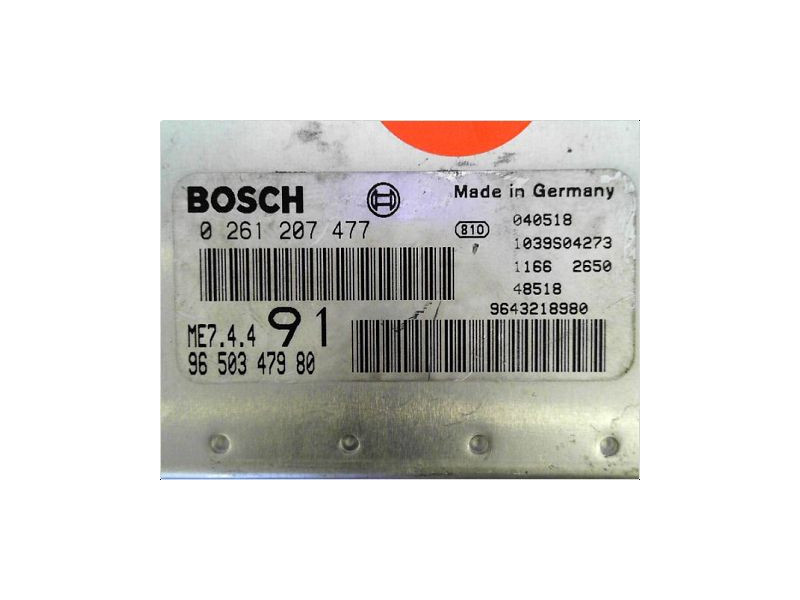 BOSCH
Made in Germany
0 261 207 477
810
040518
1039S04273
1166 2650
48518
9643218980
ME7.4.4 91
96 503 479 80